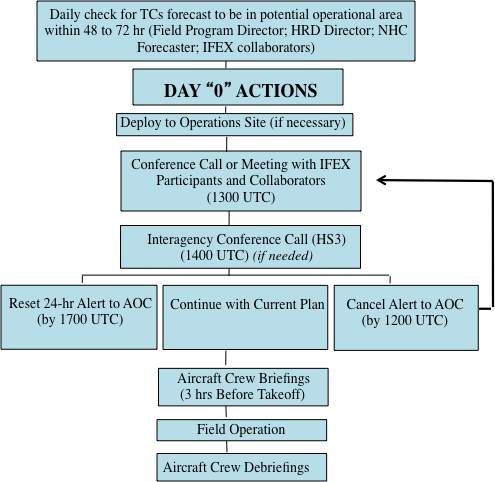 Daily check for TCs forecast to be in potential operational area
within 48 to 72 hr (Field Program Director; HRD Director; NHC
Forecaster; IFEX collaborators)
DAY “0” ACTIONS
Deploy to Operations Site (if necessary)
Conference Call or Meeting with IFEX
Participants and Collaborators
(1300 UTC)
Interagency Conference Call (HS3)
(1400 UTC) (if needed)
Reset 24-hr Alert to AOC
(by 1700 UTC)
Continue with Current Plan
Cancel Alert to AOC
(by 1200 UTC)
Aircraft Crew Briefings
(3 hrs Before Takeoff)
Field Operation
Aircraft Crew Debriefings